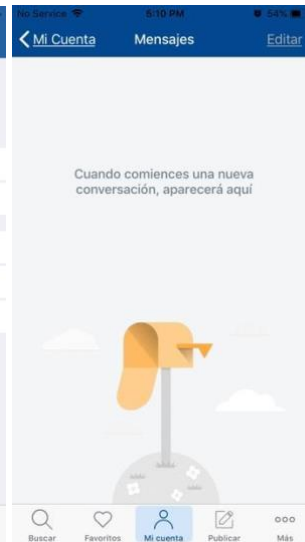 No Service 5:10 PM 54%
Mi Cuenta Mensajes Editar
Cuando comiences una nueva
conversación, aparecerá aquí
Buscar Favoritos Mi cuenta Publicar Más